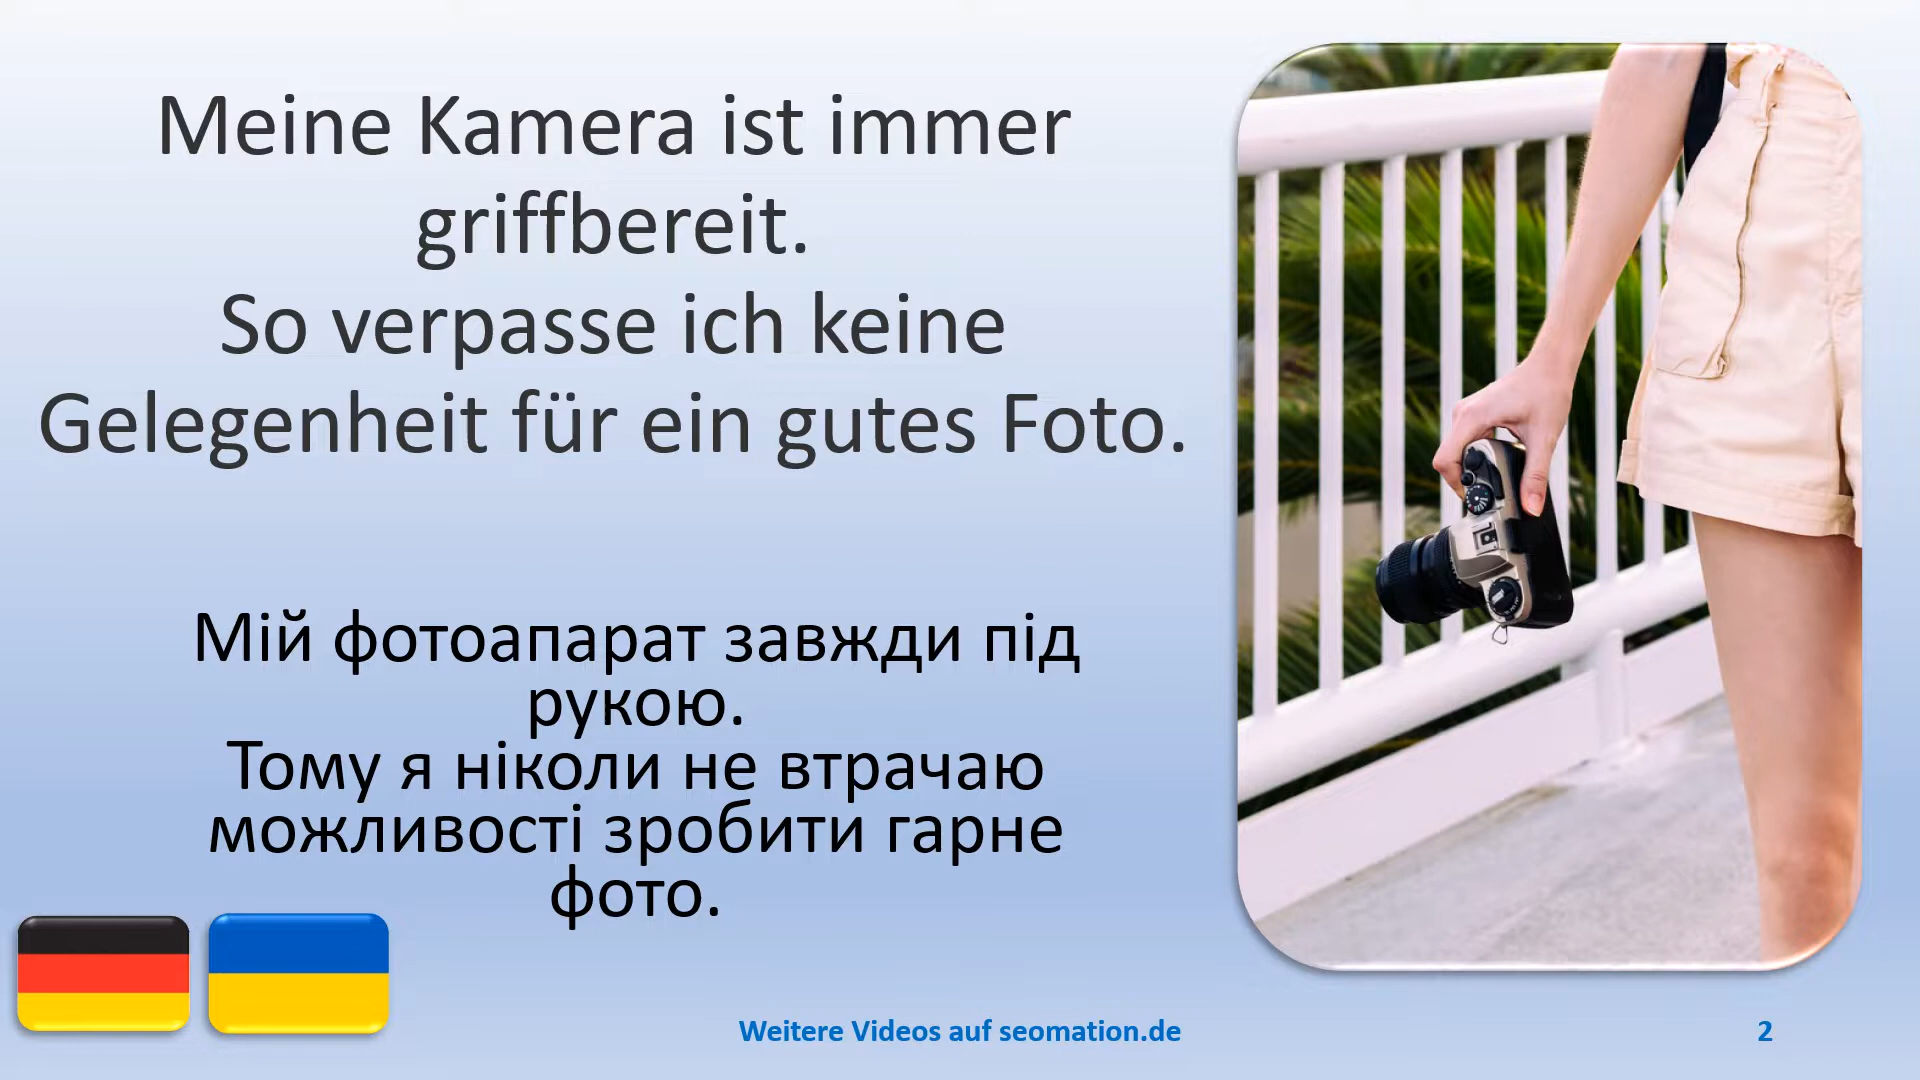 Meine Kamera ist immer
griffbereit.
So verpasse ich keine
Gelegenheit für ein gutes Foto.
Мій фотоапарат завжди під
рукою.
Тому я ніколи не втрачаю
можливості зробити гарне
фото.
Weitere Videos auf seomation.de
2